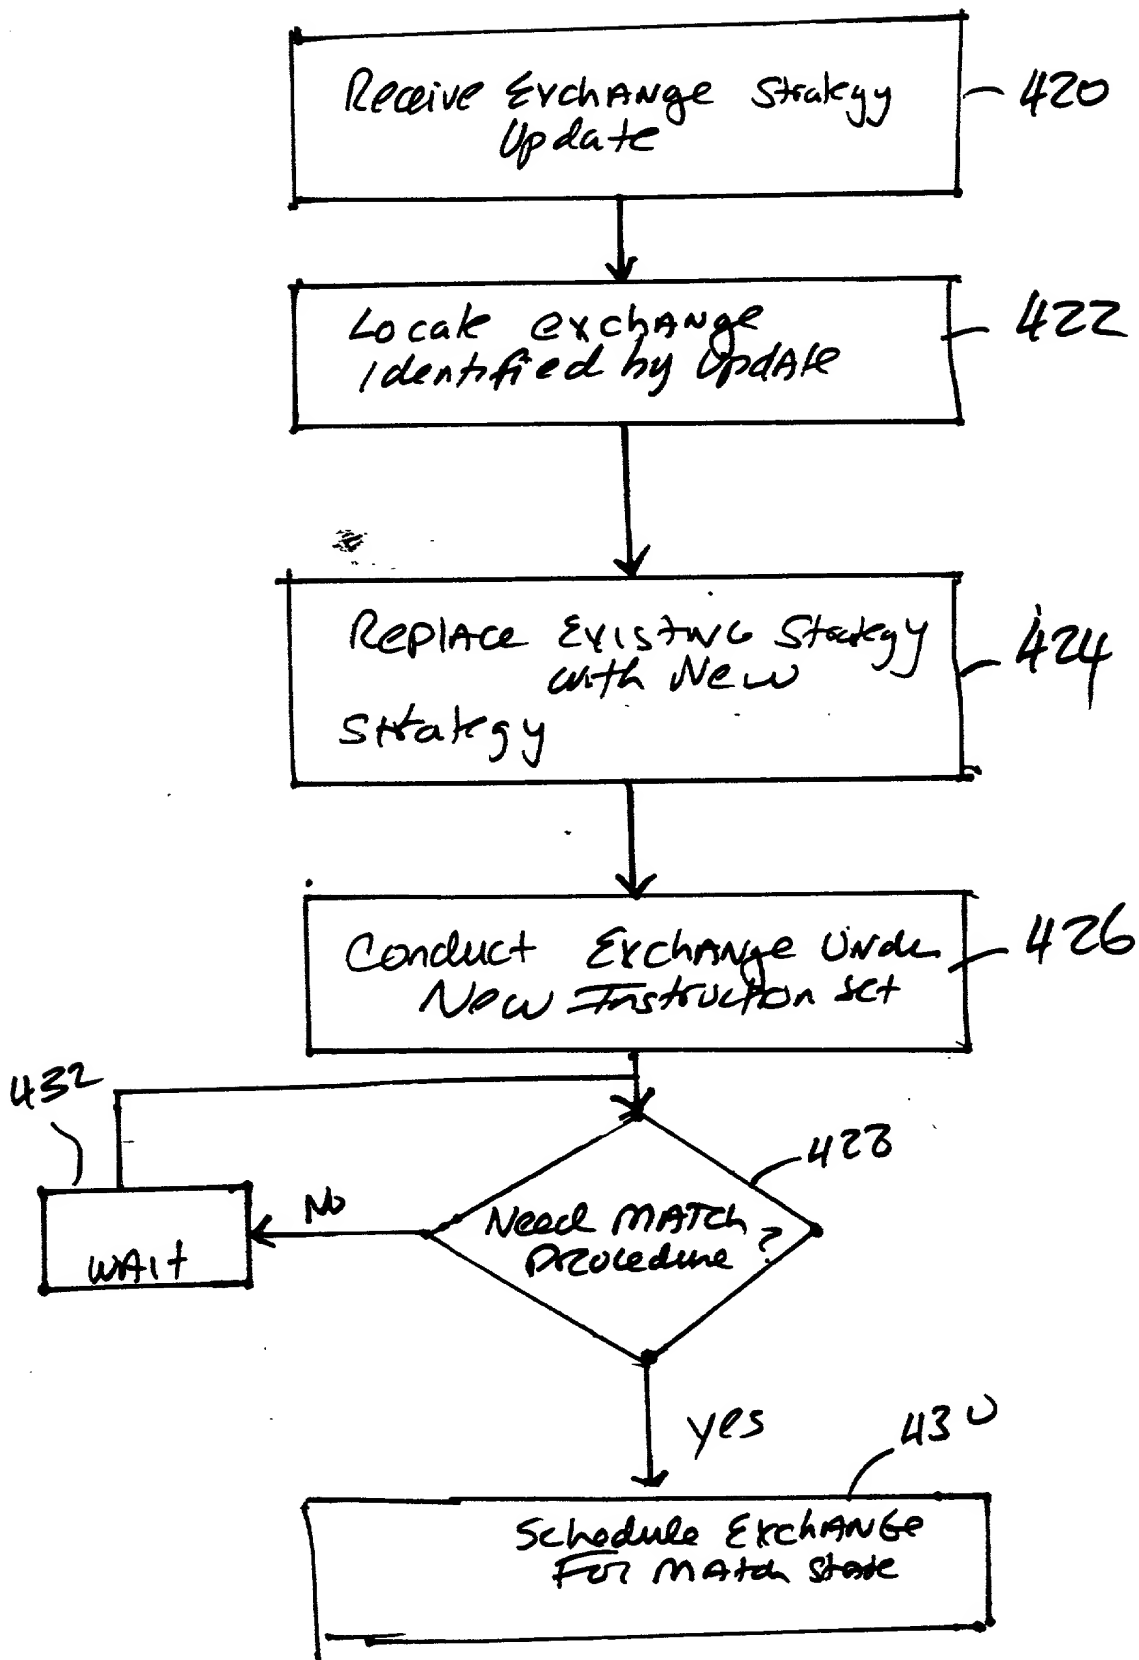 Receive Exchange Strategy
Update
420
Locate exchange
Identified by Update
422
Replace Existing Strategy
with New
Strategy
424
Conduct Exchange Under
New Instruction set
426
432
428
No
Need Match
Procedure ?
Wait
yes
430
Schedule Exchange
For Match state